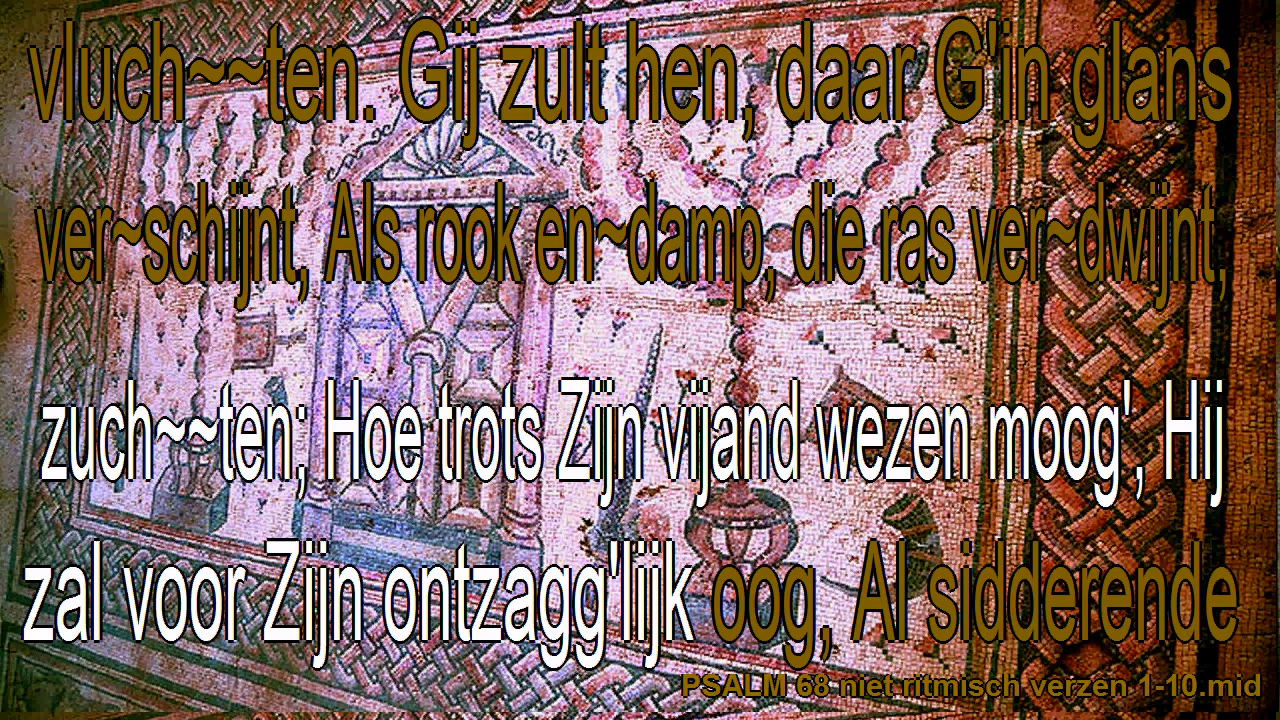 vluch~~ten. Gij zult hen, daar G'in glans
ver~schijnt, Als rook en~damp, die ras ver~dwijnt,
zuch~~ten; Hoe trots Zijn vijand wezen moog', Hij
zal voor Zijn ontzagg'lijk oog, Al sidderende
PSALM 68 niet ritmisch verzen 1-10.mid